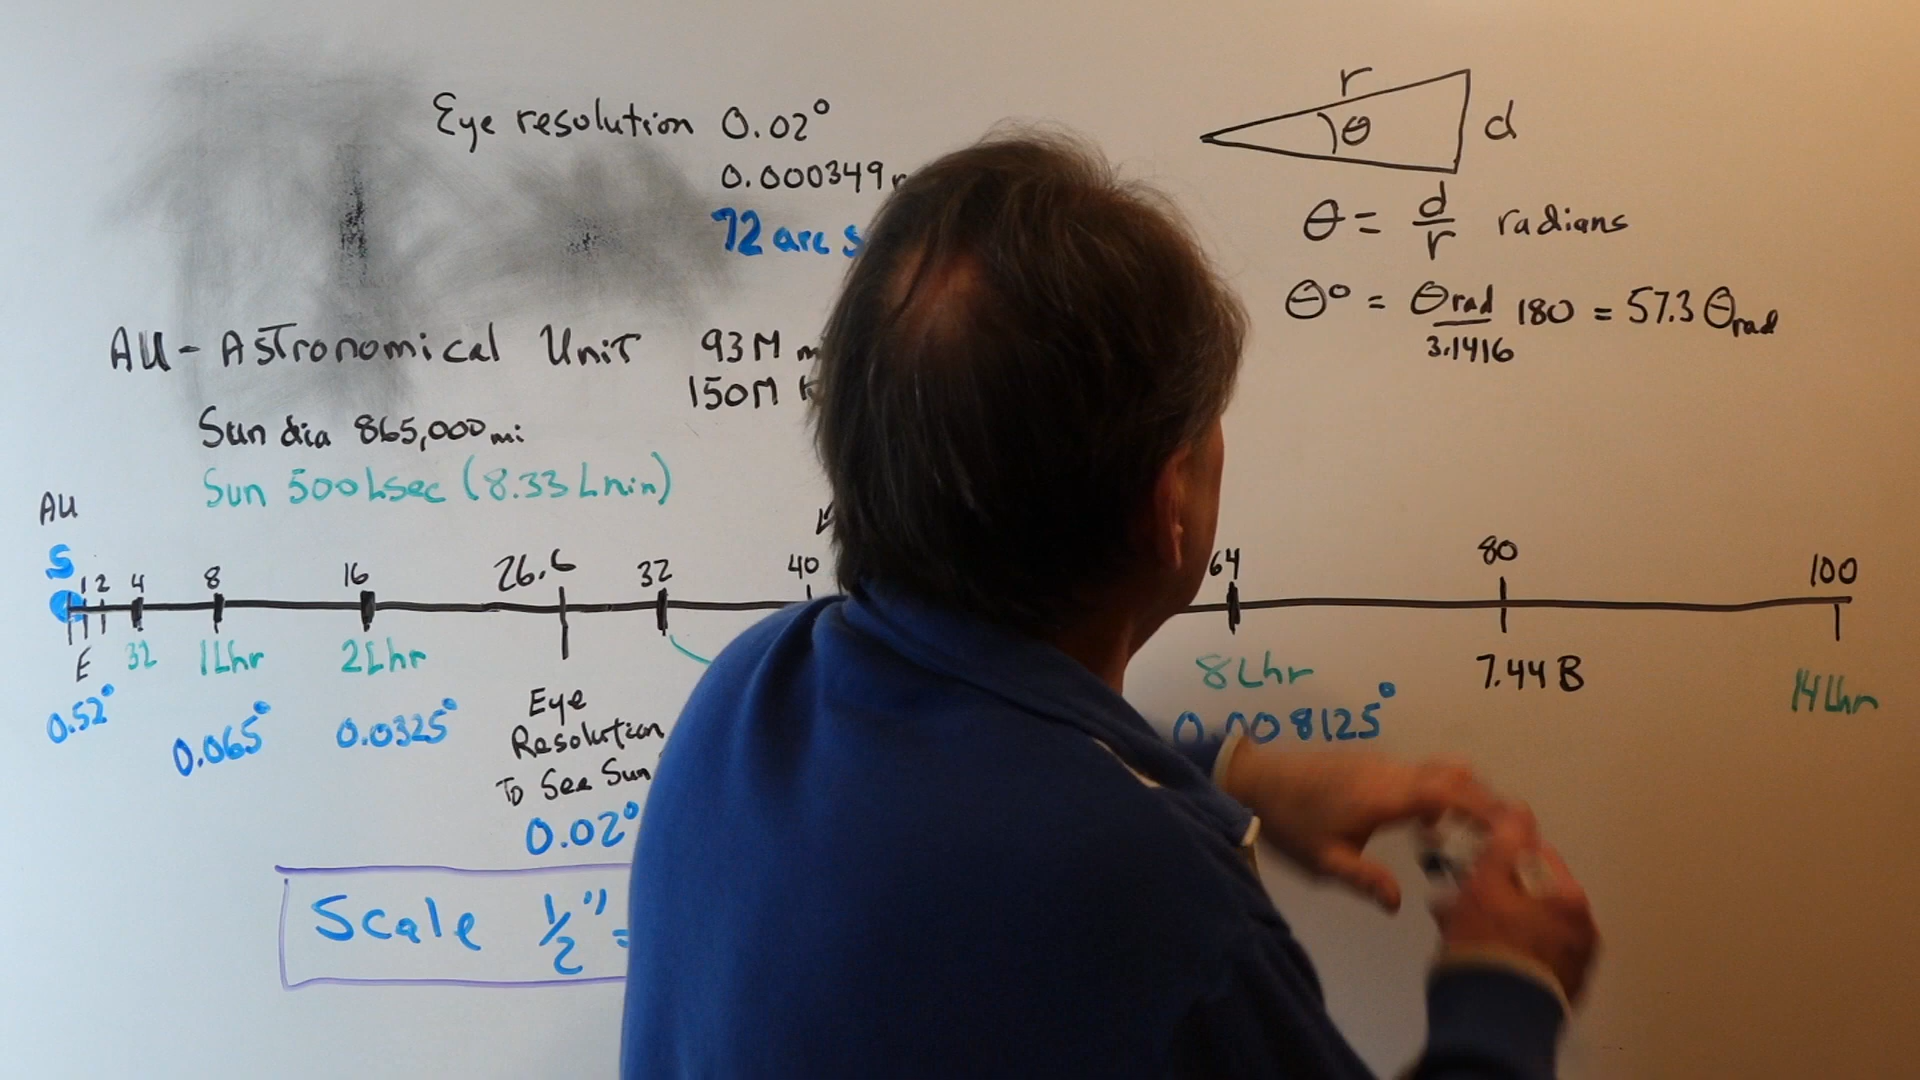 Eye resolution 0.02°
0.000349
72 arc s
r
θ d
θ = d/r radians
θ° = θrad/3.1416 180 = 57.3 θrad
AU - Astronomical Unit 93M
150M
Sun dia 865,000 mi
Sun 500Lsec (8.33 Lmin)
AU
S 1 2 4 8 16 26.6 32 40 64 80 100
E 32 1Lhr 2Lhr 8Lhr 7.44B 14Lhr
0.52° 0.065° 0.0325° 0.008125°
Eye
Resolution
To See Sun
0.02°
Scale 1/2" =